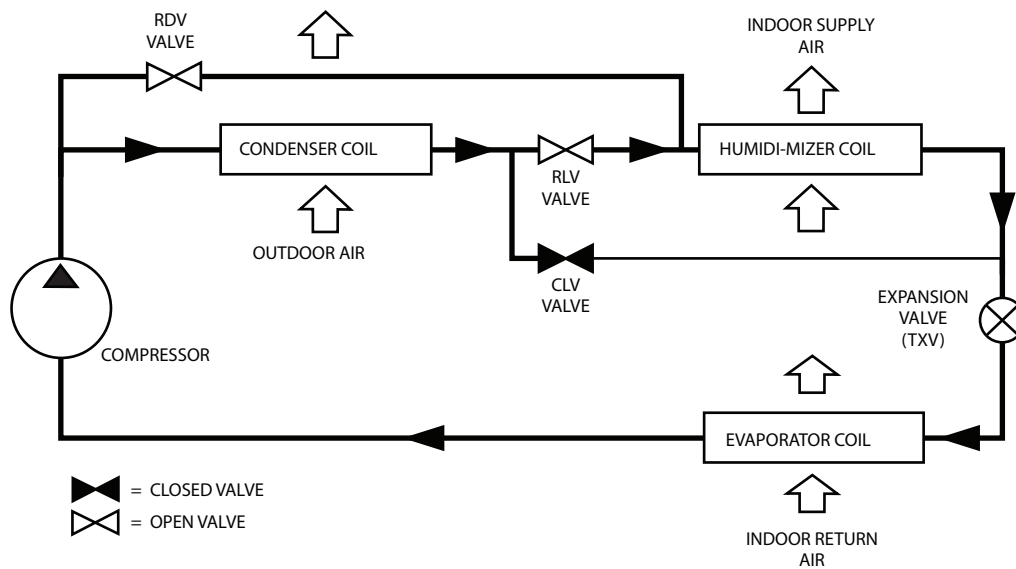 RDV
VALVE
INDOOR SUPPLY
AIR
CONDENSER COIL
HUMIDI-MIZER COIL
RLV
VALVE
OUTDOOR AIR
CLV
VALVE
EXPANSION
VALVE
(TXV)
COMPRESSOR
EVAPORATOR COIL
= CLOSED VALVE
= OPEN VALVE
INDOOR RETURN
AIR